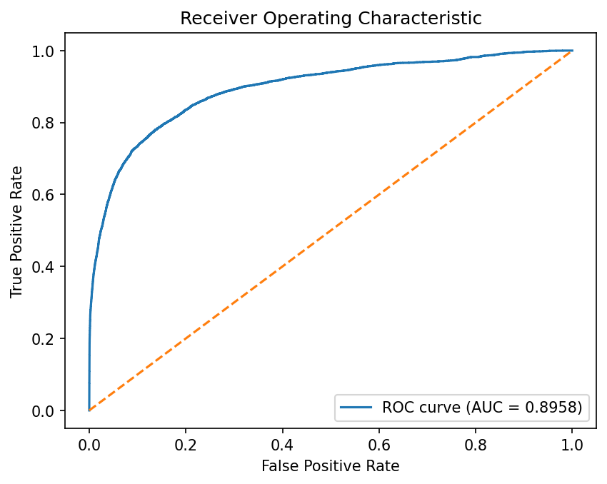 Receiver Operating Characteristic
True Positive Rate
1.0
0.8
0.6
0.4
0.2
0.0
ROC curve (AUC = 0.8958)
0.0 0.2 0.4 0.6 0.8 1.0
False Positive Rate